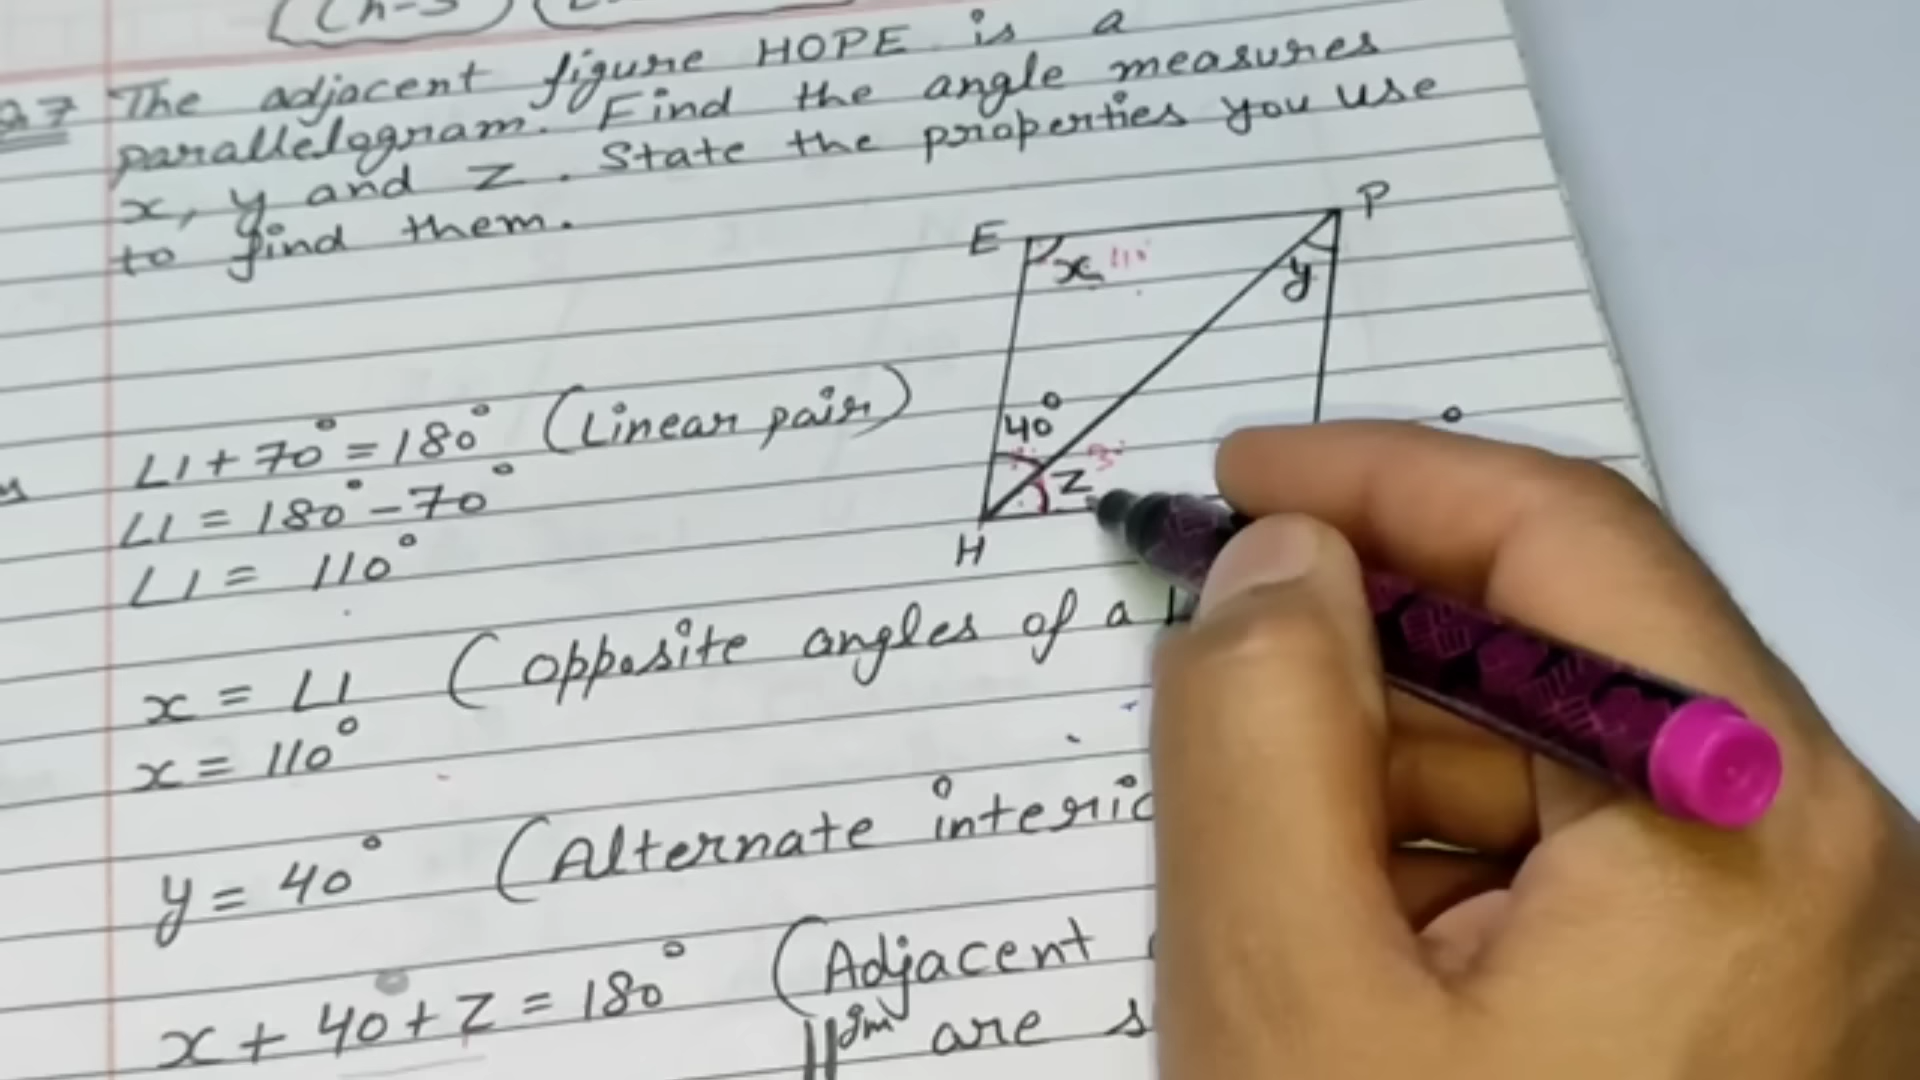 Q7 The adjacent figure HOPE is a
parallelogram. Find the angle measures
x, y and z. State the properties you use
to find them.
E
P
x 110°
y
40°
z
H
∠1 + 70° = 180° (Linear pair)
∠1 = 180° - 70°
∠1 = 110°
x = ∠1 (opposite angles of a
x = 110°
y = 40° (Alternate
x + 40 + z = 180° (Adjacent
||gm are